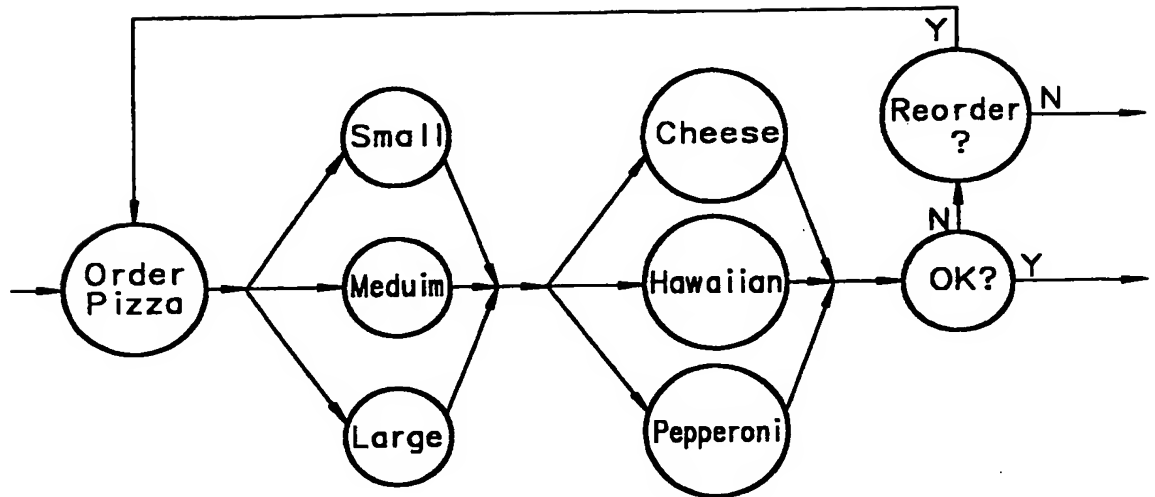 Y
Reorder
?
N
Small
Cheese
Order
Pizza
Meduim
Hawaiian
N
OK?
Y
Large
Pepperoni